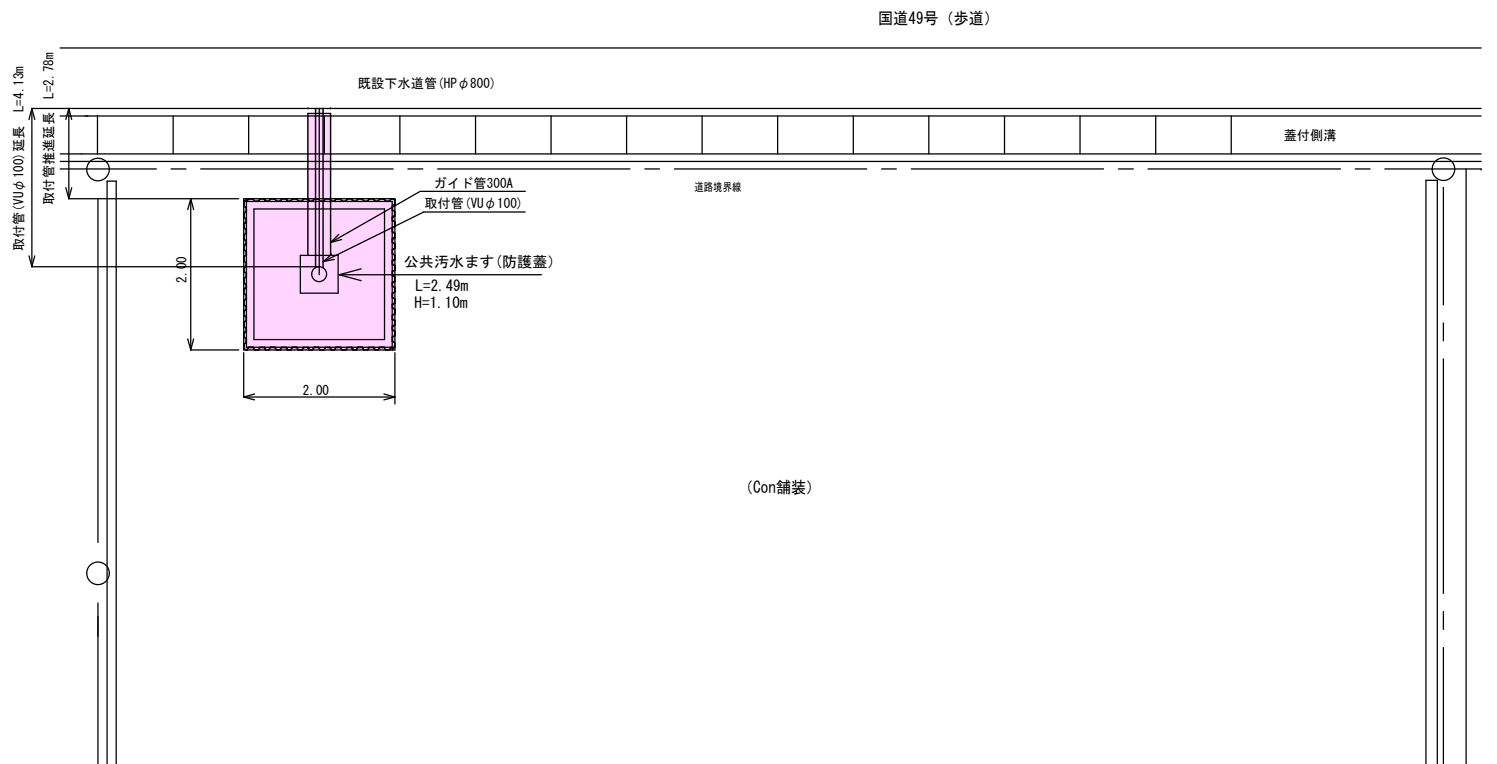 国道49号（歩道）
既設下水道管(HPφ800)
取付管(VUφ100)延長 L=4.13m
取付管推進延長 L=2.78m
蓋付側溝
道路境界線
ガイド管300A
取付管(VUφ100)
公共汚水ます(防護蓋)
L=2.49m
H=1.10m
2.00
2.00
（Con舗装）